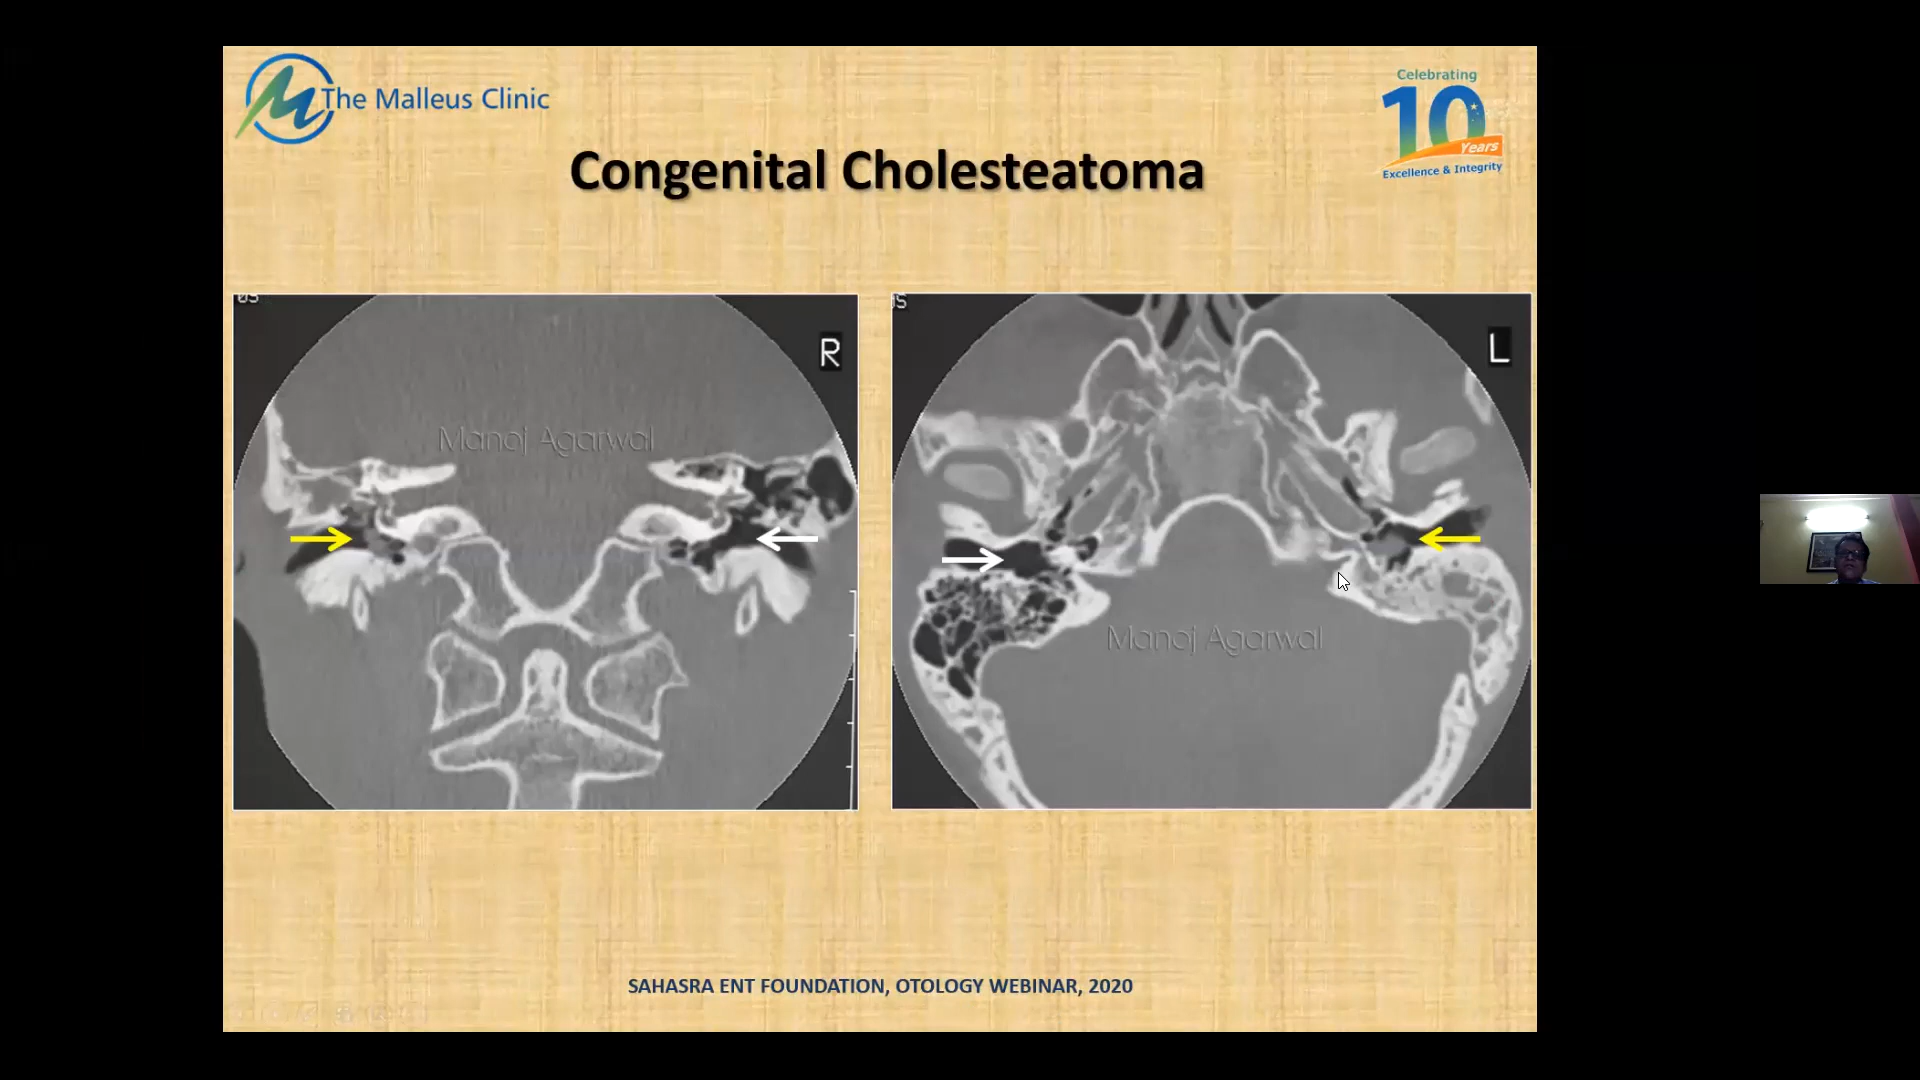 The Malleus Clinic
Celebrating
10
Years
Excellence & Integrity
Congenital Cholesteatoma
R
Manoj Agarwal
L
Manoj Agarwal
SAHASRA ENT FOUNDATION, OTOLOGY WEBINAR, 2020